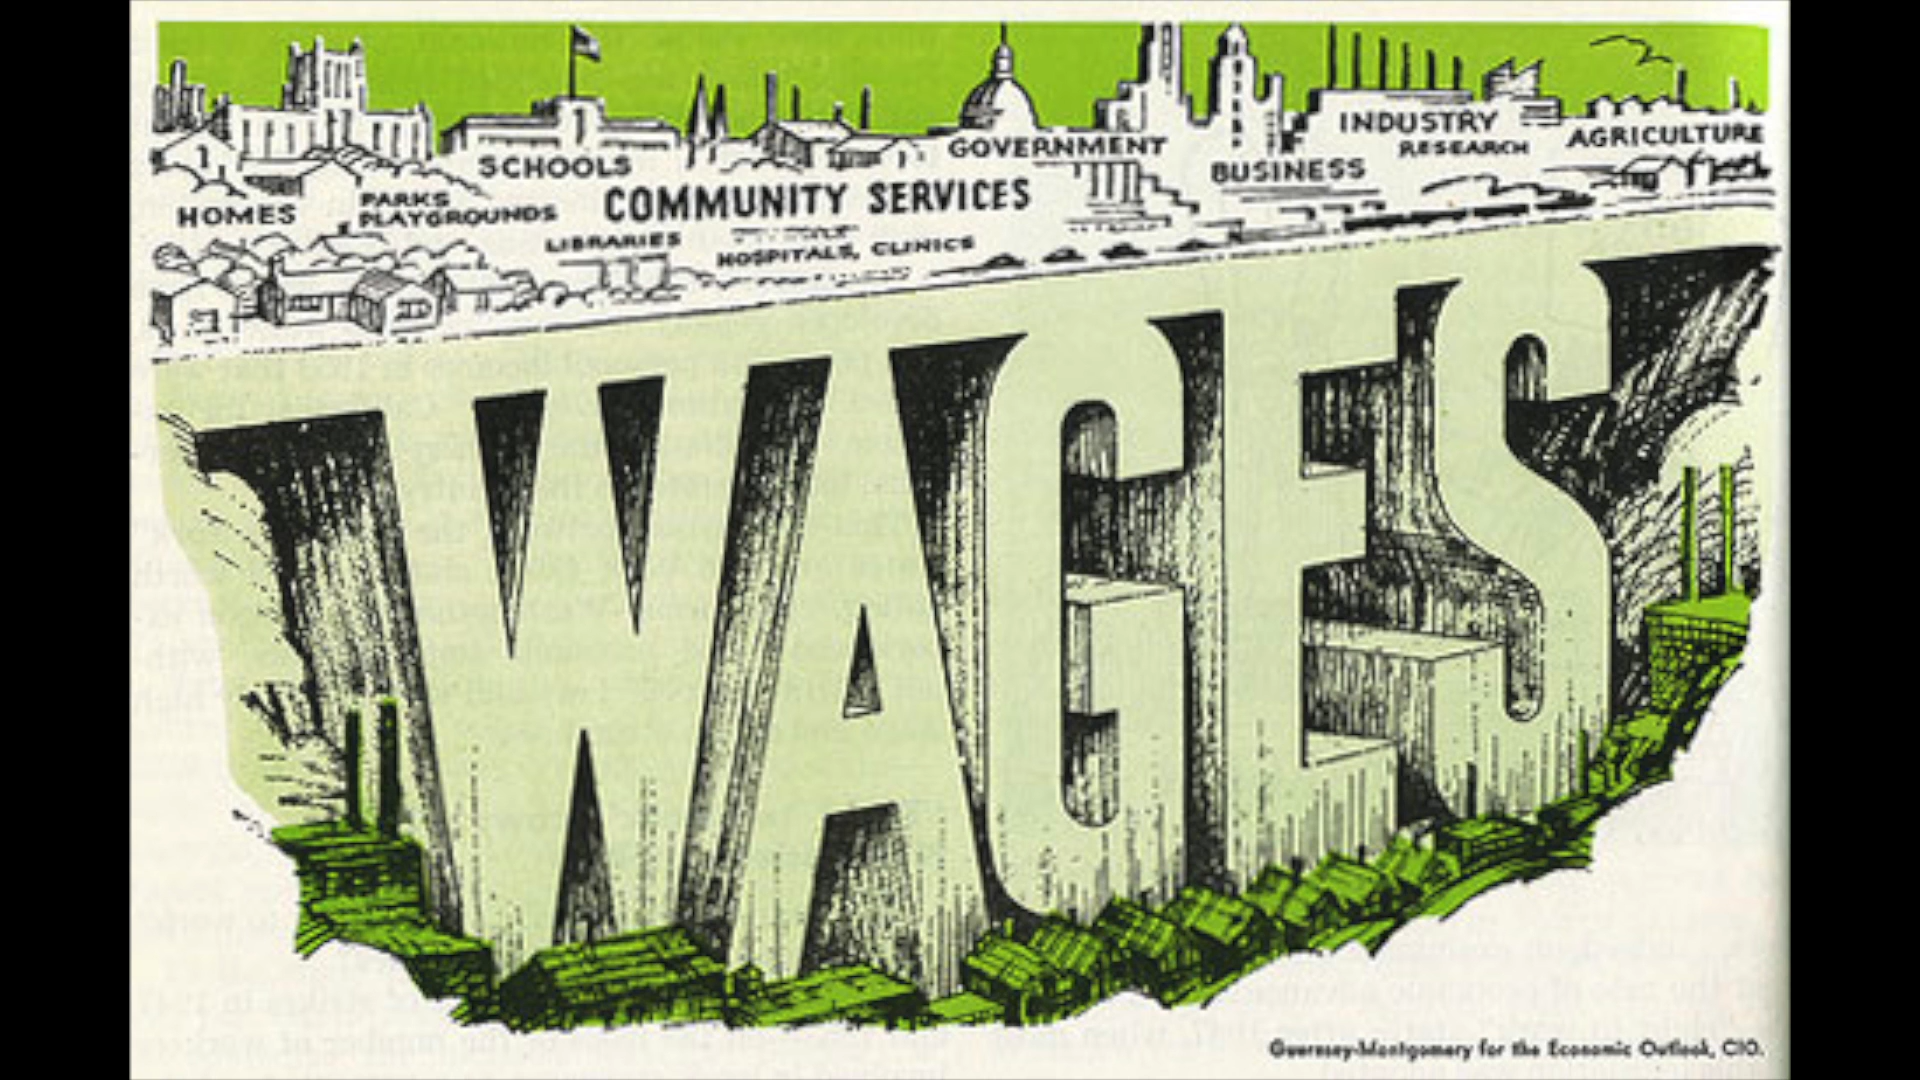 SCHOOLS
GOVERNMENT
INDUSTRY
RESEARCH
AGRICULTURE
BUSINESS
HOMES
PARKS
PLAYGROUNDS
COMMUNITY SERVICES
LIBRARIES
HOSPITALS, CLINICS
WAGES
Guernsey-Montgomery for the Economic Outlook, CIO.